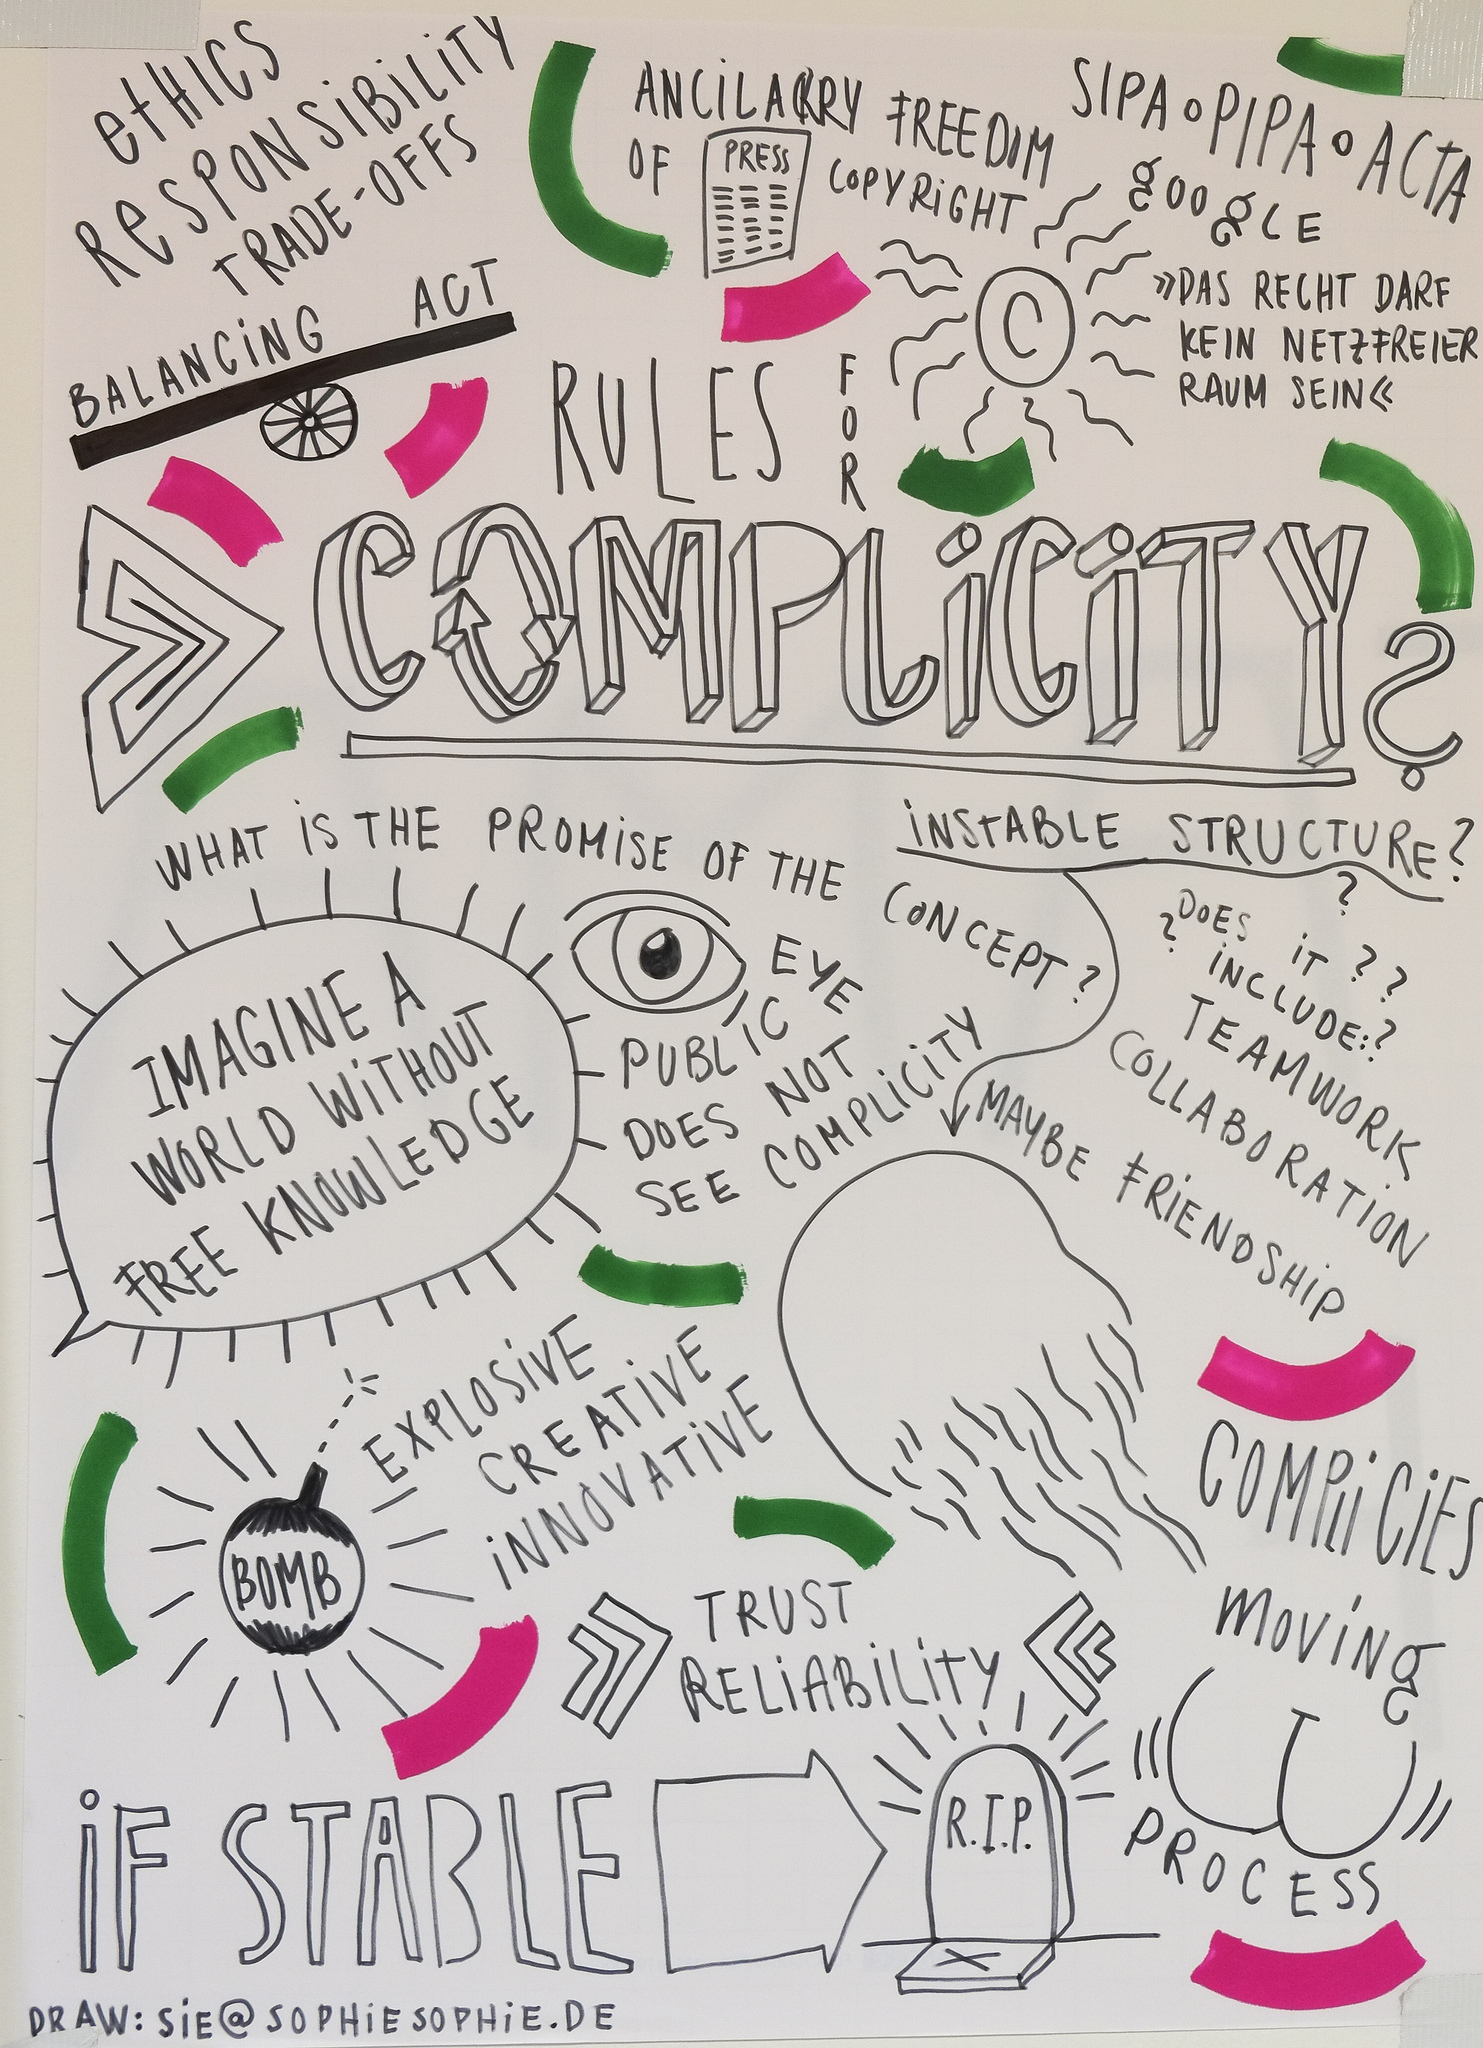 etHICS
RESPONSIBILITY
TRADE-OFFS
BALANCING ACT
ANCILACKRY FREEDOM
OF PRESS COPYRIGHT
SIPA o PIPA o ACTA
googLE
»DAS RECHT DARF
KEIN NETZFREIER
RAUM SEIN«
C
RULES
FOR
COMPLiCiTY?
WHAT iS THE PROMiSE OF THE CONCEPT?
iNSTABLE STRUCTURE?
?
? DOES iT ??
iNCLUDE:?
TEAMWORK
COLLABORATION
MAYBE FRIENDSHiP
IMAGINE A
WORLD WiTHOUT
FREE KNOWLEDGE
EYE
PUBLIC
DOES NOT
SEE COMPLiCiTY
EXPLOSiVE
CREATiVE
iNNOVATiVE
BOMB
TRUST
RELiABiLiTY
COMPLiCiES
moving
PROCESS
iF STABLE
R.I.P.
DRAW: SiE@SOPHiESOPHiE.DE